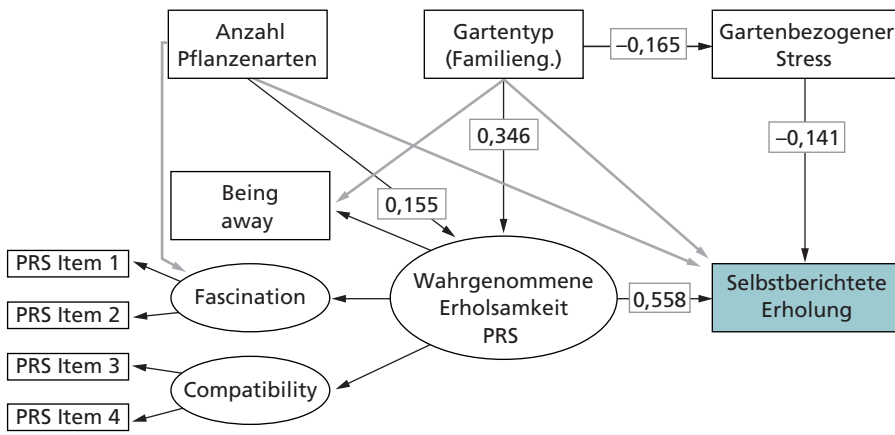 Anzahl
Pflanzenarten
Gartentyp
(Familieng.)
–0,165
Gartenbezogener
Stress
0,346
–0,141
Being
away
0,155
PRS Item 1
Fascination
Wahrgenommene
Erholsamkeit
PRS
0,558
Selbstberichtete
Erholung
PRS Item 2
PRS Item 3
Compatibility
PRS Item 4